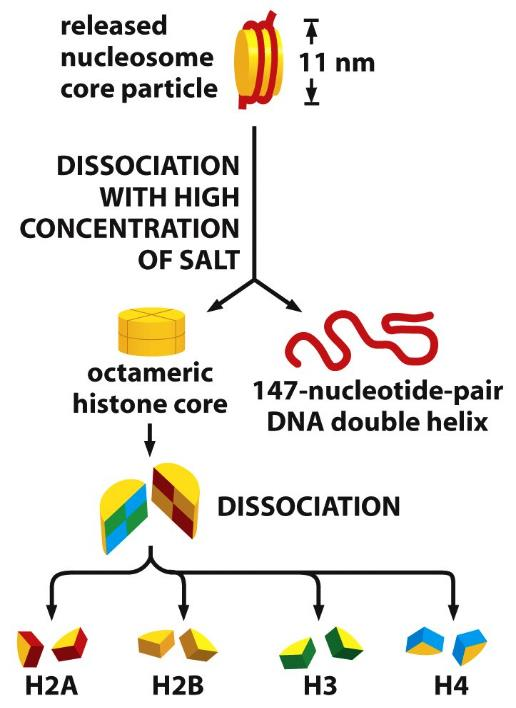 released
nucleosome
core particle
11 nm
DISSOCIATION
WITH HIGH
CONCENTRATION
OF SALT
octameric
histone core
147-nucleotide-pair
DNA double helix
DISSOCIATION
H2A
H2B
H3
H4